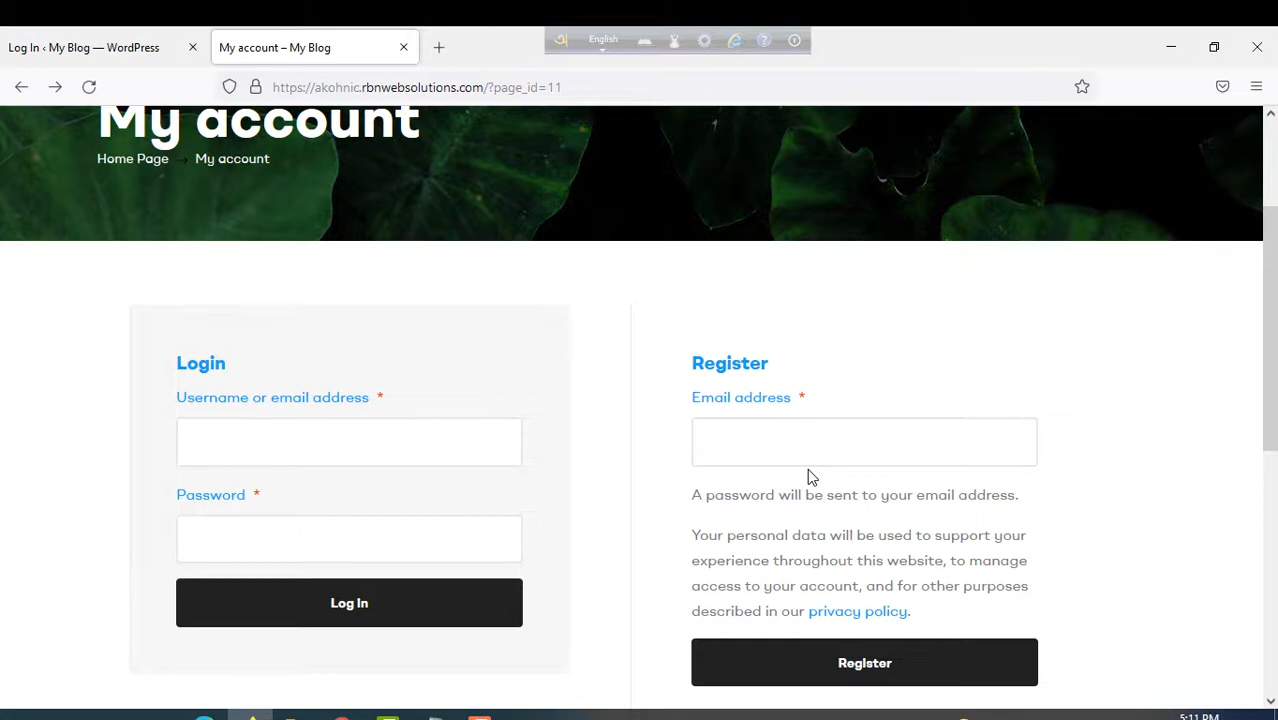 Log In ‹ My Blog — WordPress
My account – My Blog
English
https://akohnic.rbnwebsolutions.com/?page_id=11
My account
Home Page → My account
Login
Username or email address *
Password *
Log In
Register
Email address *
A password will be sent to your email address.
Your personal data will be used to support your
experience throughout this website, to manage
access to your account, and for other purposes
described in our privacy policy.
Register
5:11 PM